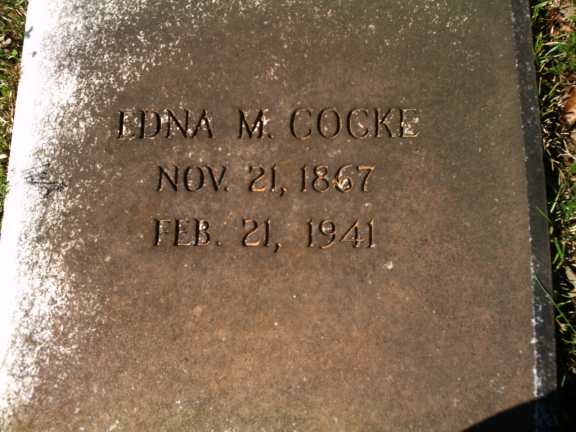 EDNA M. COCKE
NOV. 21, 1867
FEB. 21, 1941